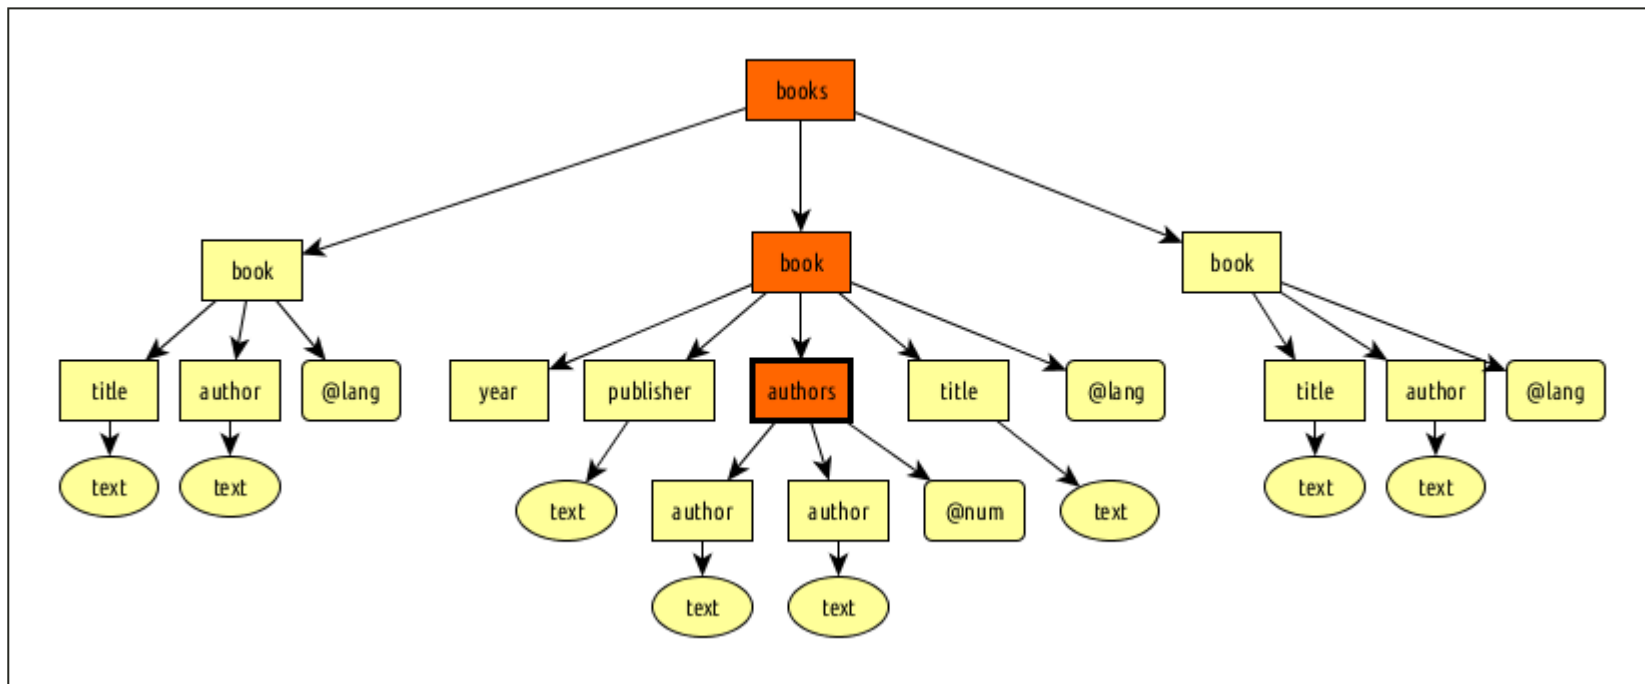 books
book
book
book
title
author
@lang
year
publisher
authors
title
@lang
title
author
@lang
text
text
text
author
author
@num
text
text
text
text
text